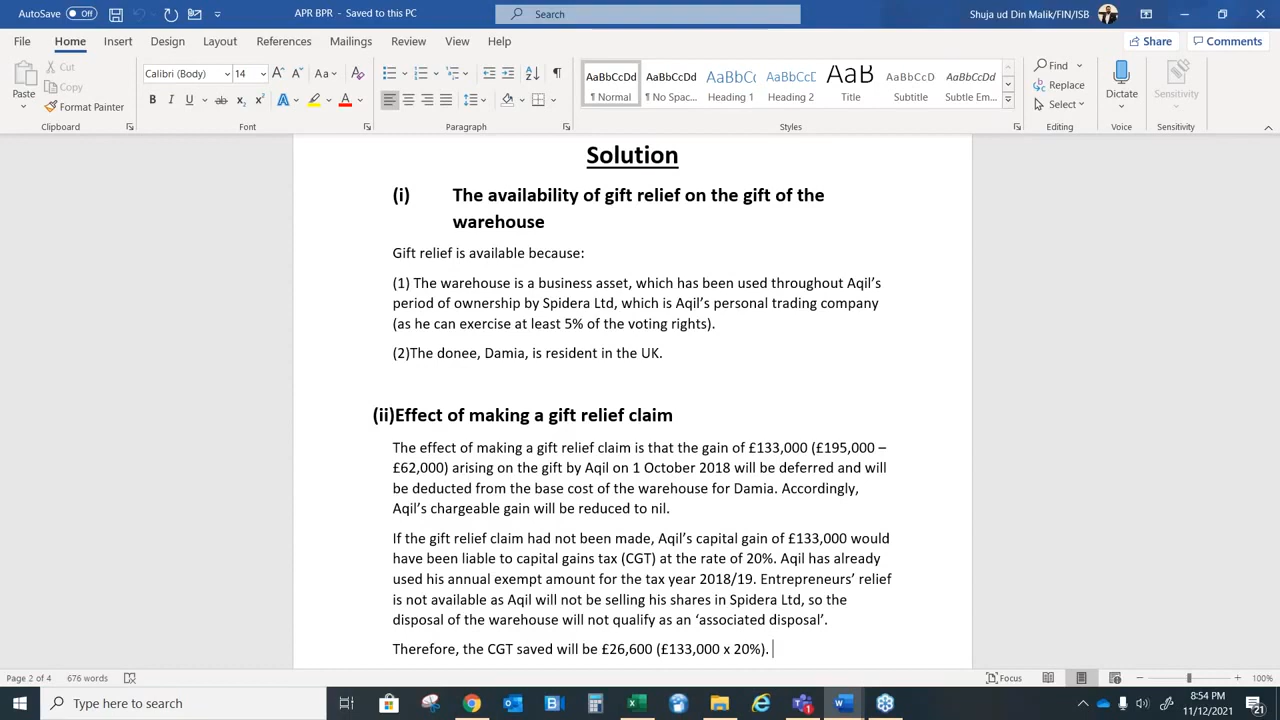 AutoSave Off APR BPR - Saved to this PC Search Shuja ud Din Malik/FIN/ISB
File Home Insert Design Layout References Mailings Review View Help Share Comments
Paste Cut Copy Format Painter
Clipboard
Calibri (Body) 14
Font
Paragraph
AaBbCcDd AaBbCcDd AaBbC( AaBbCcE AaB AaBbCcD AaBbCcDd
¶ Normal ¶ No Spac... Heading 1 Heading 2 Title Subtitle Subtle Em...
Styles
Find
Replace
Select
Editing
Dictate
Voice
Sensitivity
Sensitivity
Solution
(i) The availability of gift relief on the gift of the
warehouse
Gift relief is available because:
(1) The warehouse is a business asset, which has been used throughout Aqil's
period of ownership by Spidera Ltd, which is Aqil's personal trading company
(as he can exercise at least 5% of the voting rights).
(2)The donee, Damia, is resident in the UK.
(ii)Effect of making a gift relief claim
The effect of making a gift relief claim is that the gain of £133,000 (£195,000 –
£62,000) arising on the gift by Aqil on 1 October 2018 will be deferred and will
be deducted from the base cost of the warehouse for Damia. Accordingly,
Aqil's chargeable gain will be reduced to nil.
If the gift relief claim had not been made, Aqil's capital gain of £133,000 would
have been liable to capital gains tax (CGT) at the rate of 20%. Aqil has already
used his annual exempt amount for the tax year 2018/19. Entrepreneurs' relief
is not available as Aqil will not be selling his shares in Spidera Ltd, so the
disposal of the warehouse will not qualify as an 'associated disposal'.
Therefore, the CGT saved will be £26,600 (£133,000 x 20%).
Page 2 of 4 676 words Focus 100%
Type here to search
8:54 PM
11/12/2021
21